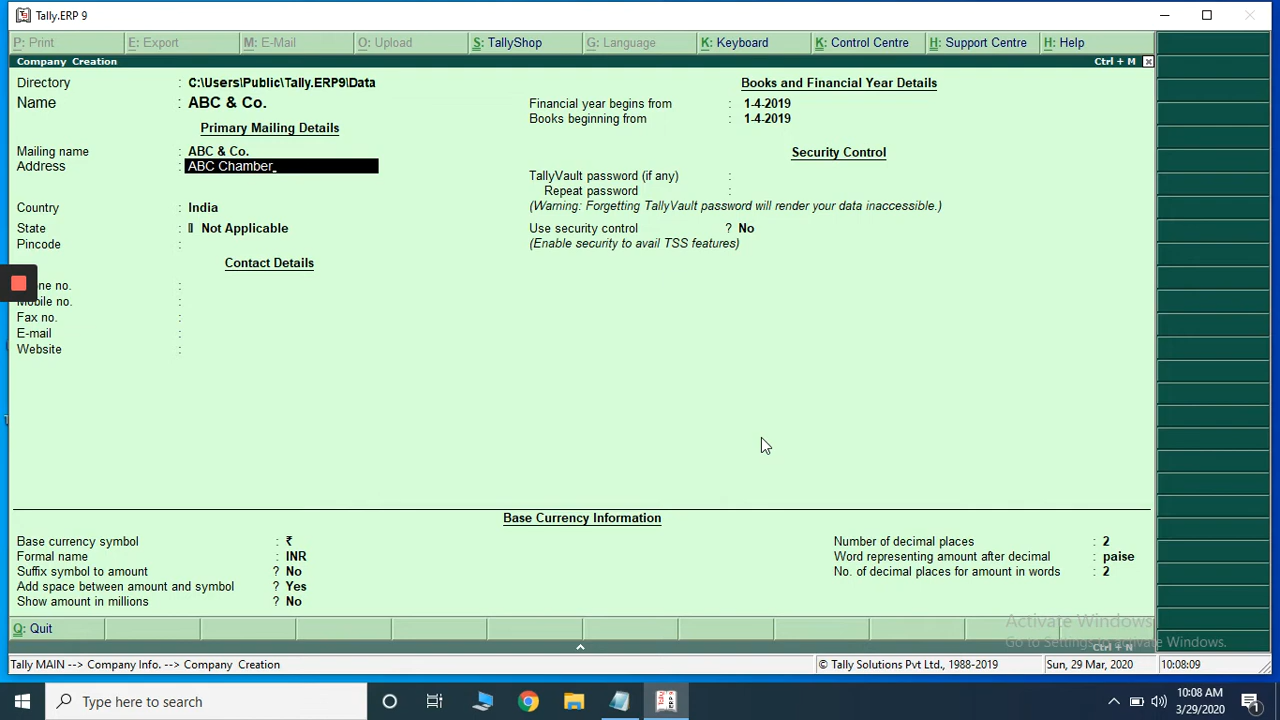 Tally.ERP 9
P: Print E: Export M: E-Mail O: Upload S: TallyShop G: Language K: Keyboard K: Control Centre H: Support Centre H: Help
Company Creation Ctrl + M
Directory : C:\Users\Public\Tally.ERP9\Data
Name : ABC & Co.
Primary Mailing Details
Mailing name : ABC & Co.
Address : ABC Chamber
Country : India
State : Not Applicable
Pincode :
Contact Details
no. :
Mobile no. :
Fax no. :
E-mail :
Website :
Books and Financial Year Details
Financial year begins from : 1-4-2019
Books beginning from : 1-4-2019
Security Control
TallyVault password (if any) :
Repeat password :
(Warning: Forgetting TallyVault password will render your data inaccessible.)
Use security control ? No
(Enable security to avail TSS features)
Base Currency Information
Base currency symbol : ₹
Formal name : INR
Suffix symbol to amount ? No
Add space between amount and symbol ? Yes
Show amount in millions ? No
Number of decimal places : 2
Word representing amount after decimal : paise
No. of decimal places for amount in words : 2
Activate Windows
Go to Settings to activate Windows.
Q: Quit
Ctrl + N
Tally MAIN --> Company Info. --> Company Creation © Tally Solutions Pvt Ltd., 1988-2019 Sun, 29 Mar, 2020 10:08:09
Type here to search
ERP 9
10:08 AM
3/29/2020
1